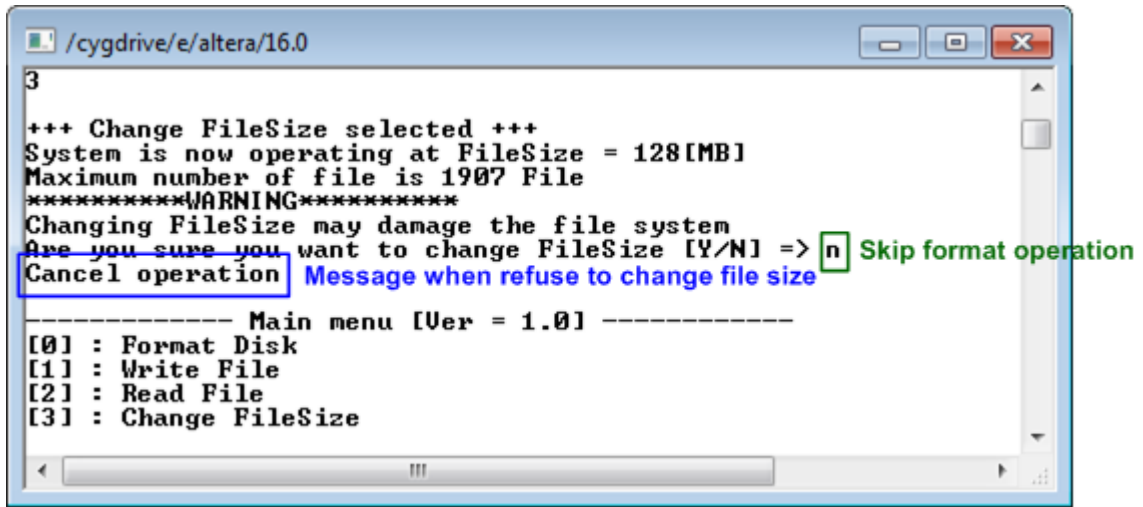 /cygdrive/e/altera/16.0
3
+++ Change FileSize selected +++
System is now operating at FileSize = 128[MB]
Maximum number of file is 1907 File
**********WARNING**********
Changing FileSize may damage the file system
Are you sure you want to change FileSize [Y/N] => n Skip format operation
Cancel operation Message when refuse to change file size
------------- Main menu [Ver = 1.0] ------------
[0] : Format Disk
[1] : Write File
[2] : Read File
[3] : Change FileSize